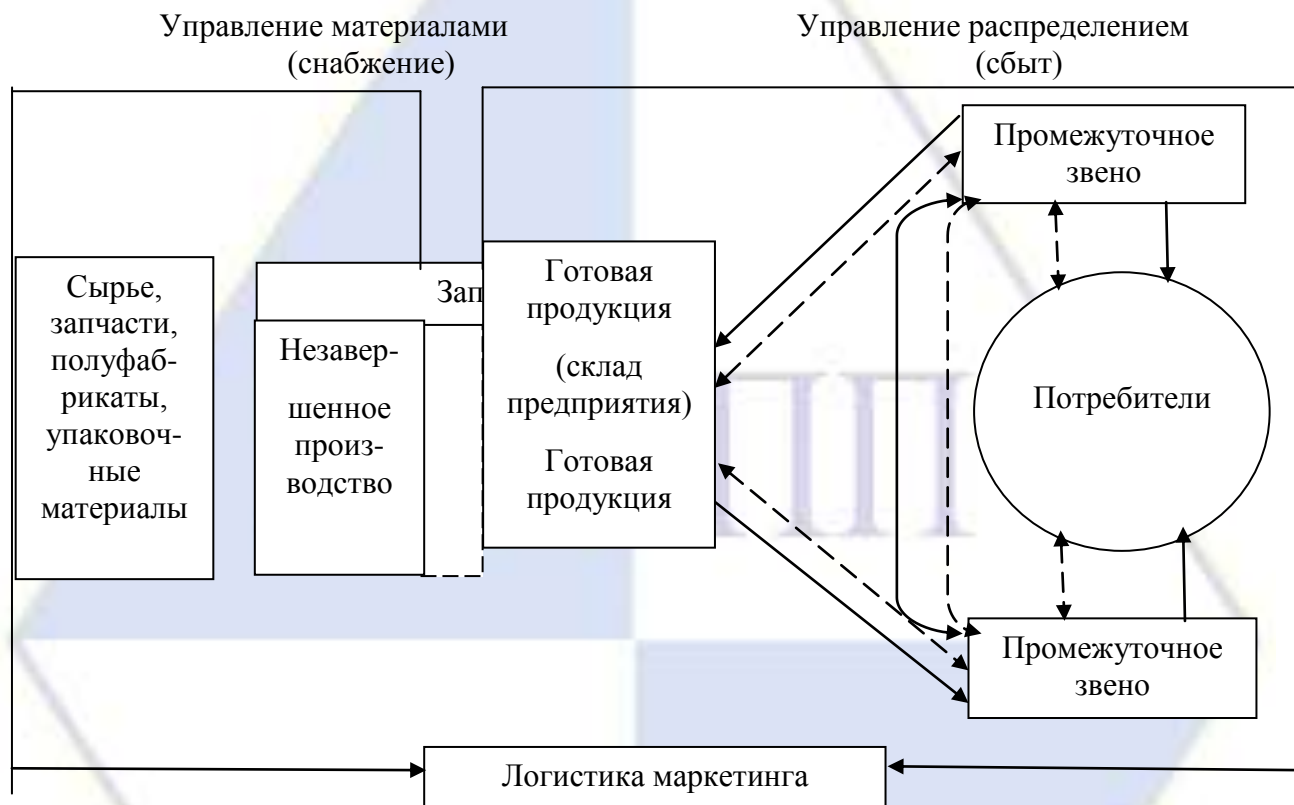 Управление материалами
(снабжение)
Управление распределением
(сбыт)
Промежуточное
звено
Сырье,
запчасти,
полуфаб-
рикаты,
упаковоч-
ные
материалы
Зап
Незавер-
шенное
произ-
водство
Готовая
продукция
(склад
предприятия)
Готовая
продукция
Потребители
Промежуточное
звено
Логистика маркетинга